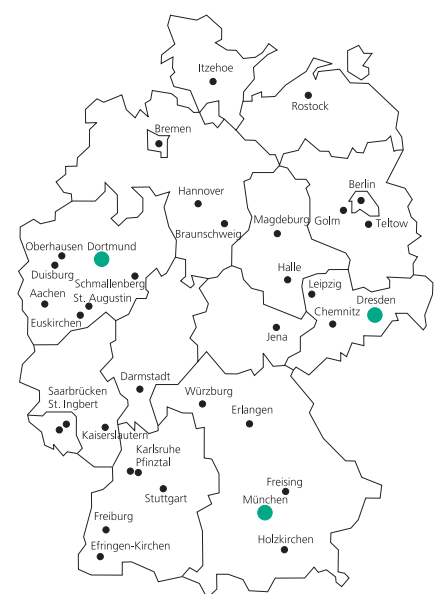 Itzehoe
Rostock
Bremen
Hannover
Braunschweig
Berlin
Magdeburg
Golm
Teltow
Oberhausen
Dortmund
Duisburg
Schmallenberg
Aachen
St. Augustin
Euskirchen
Halle
Leipzig
Dresden
Chemnitz
Jena
Darmstadt
Würzburg
Saarbrücken
St. Ingbert
Kaiserslautern
Erlangen
Karlsruhe
Pfinztal
Stuttgart
Freising
München
Freiburg
Efringen-Kirchen
Holzkirchen